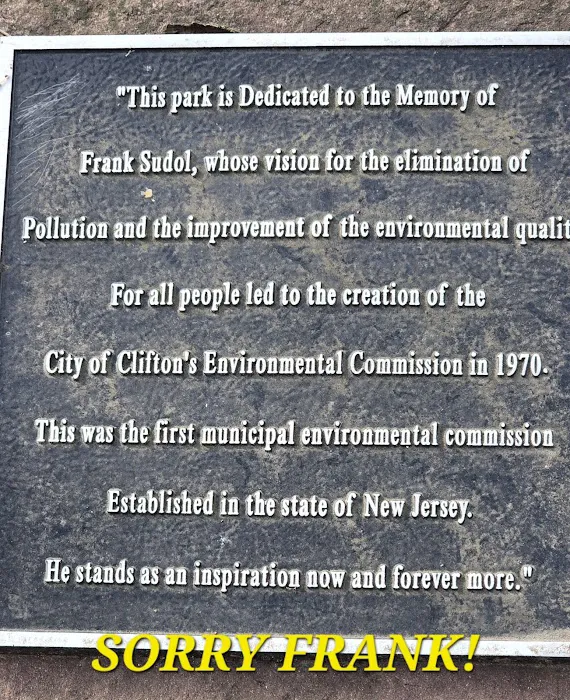 "This park is Dedicated to the Memory of
Frank Sudol, whose vision for the elimination of
Pollution and the improvement of the environmental qualit
For all people led to the creation of the
City of Clifton's Environmental Commission in 1970.
This was the first municipal environmental commission
Established in the state of New Jersey.
He stands as an inspiration now and forever more."
SORRY FRANK!